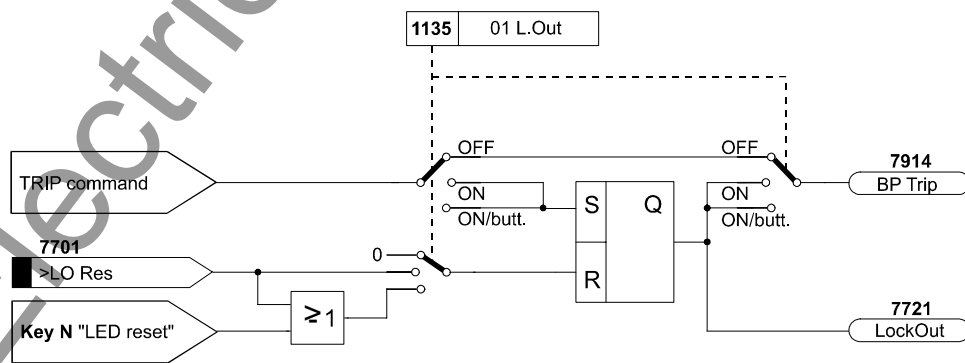 1135 01 L.Out
OFF
OFF
7914
BP Trip
TRIP command
ON
ON/butt.
S Q
R
ON
ON/butt.
7701
>LO Res
0
≥1
Key N "LED reset"
7721
LockOut